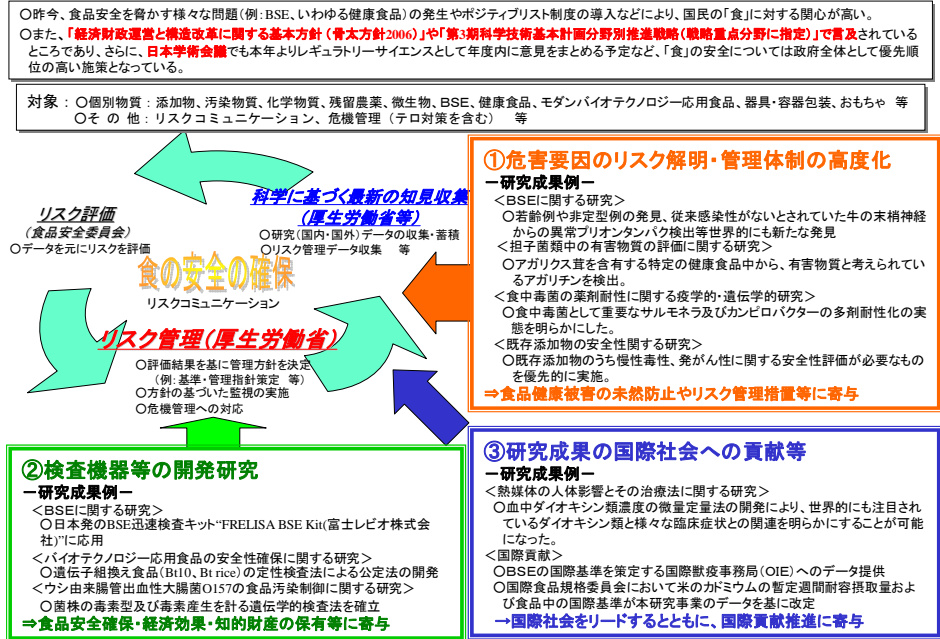 ○昨今、食品安全を脅かす様々な問題(例:BSE、いわゆる健康食品)の発生やポジティブリスト制度の導入などにより、国民の「食」に対する関心が高い。
○また、「経済財政運営と構造改革に関する基本方針（骨太方針2006）」や「第3期科学技術基本計画分野別推進戦略(戦略重点分野に指定)」で言及されている
ところであり、さらに、日本学術会議でも本年よりレギュラトリーサイエンスとして年度内に意見をまとめる予定など、「食」の安全については政府全体として優先順
位の高い施策となっている。
対象：○個別物質：添加物、汚染物質、化学物質、残留農薬、微生物、BSE、健康食品、モダンバイオテクノロジー応用食品、器具・容器包装、おもちゃ 等
○その他：リスクコミュニケーション、危機管理（テロ対策を含む） 等
科学に基づく最新の知見収集
（厚生労働省等）
○研究（国内・国外）データの収集・蓄積
○リスク管理データ収集 等
リスク評価
（食品安全委員会）
○データを元にリスクを評価
食の安全の確保
リスクコミュニケーション
リスク管理（厚生労働省）
○評価結果を基に管理方針を決定
（例：基準・管理指針策定 等）
○方針の基づいた監視の実施
○危機管理への対応
①危害要因のリスク解明・管理体制の高度化
－研究成果例－
＜BSEに関する研究＞
○若齢例や非定型例の発見、従来感染性がないとされていた牛の末梢神経
からの異常プリオンタンパク検出等世界的にも新たな発見
＜担子菌類中の有害物質の評価に関する研究＞
○アガリクス茸を含有する特定の健康食品中から、有害物質と考えられてい
るアガリチンを検出。
＜食中毒菌の薬剤耐性に関する疫学的・遺伝学的研究＞
○食中毒菌として重要なサルモネラ及びカンピロバクターの多剤耐性化の実
態を明らかにした。
＜既存添加物の安全性に関する研究＞
○既存添加物のうち慢性毒性、発がん性に関する安全性評価が必要なもの
を優先的に実施。
⇒食品健康被害の未然防止やリスク管理措置等に寄与
②検査機器等の開発研究
－研究成果例－
＜BSEに関する研究＞
○日本発のBSE迅速検査キット“FRELISA BSE Kit(富士レビオ株式会
社)”に応用
＜バイオテクノロジー応用食品の安全性確保に関する研究＞
○遺伝子組換え食品（Bt10、Bt rice）の定性検査法による公定法の開発
＜ウシ由来腸管出血性大腸菌O157の食品汚染制御に関する研究＞
○菌株の毒素型及び毒素産生を計る遺伝学的検査法を確立
⇒食品安全確保・経済効果・知的財産の保有等に寄与
③研究成果の国際社会への貢献等
－研究成果例－
＜熱媒体の人体影響とその治療法に関する研究＞
○血中ダイオキシン類濃度の微量定量法の開発により、世界的にも注目され
ているダイオキシン類と様々な臨床症状との関連を明らかにすることが可能
になった。
＜国際貢献＞
○BSEの国際基準を策定する国際獣疫事務局（OIE）へのデータ提供
○国際食品規格委員会において米のカドミウムの暫定週間耐容摂取量およ
び食品中の国際基準が本研究事業のデータを基に改定
→国際社会をリードするとともに、国際貢献推進に寄与